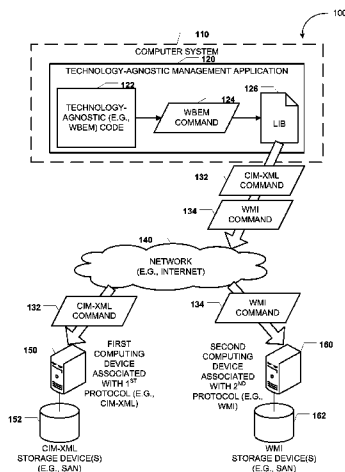 100
110
COMPUTER SYSTEM
120
TECHNOLOGY-AGNOSTIC MANAGEMENT APPLICATION
122
TECHNOLOGY-
AGNOSTIC (E.G.,
WBEM) CODE
124
WBEM
COMMAND
126
LIB
132
CIM-XML
COMMAND
134
WMI
COMMAND
140
NETWORK
(E.G., INTERNET)
132
CIM-XML
COMMAND
134
WMI
COMMAND
150
FIRST
COMPUTING
DEVICE
ASSOCIATED
WITH 1ST
PROTOCOL (E.G.,
CIM-XML)
SECOND
COMPUTING
DEVICE
ASSOCIATED
WITH 2ND
PROTOCOL (E.G.,
WMI)
160
152
CIM-XML
STORAGE DEVICE(S)
(E.G., SAN)
162
WMI
STORAGE DEVICE(S)
(E.G., SAN)